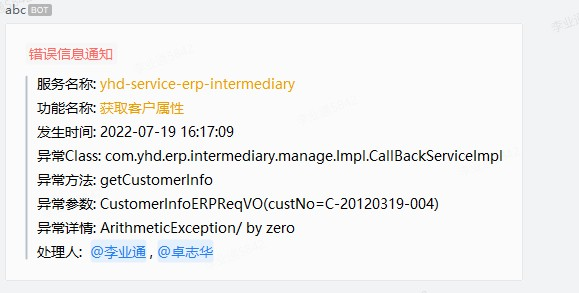 abc BOT
错误信息通知
服务名称: yhd-service-erp-intermediary
功能名称: 获取客户属性
发生时间: 2022-07-19 16:17:09
异常Class: com.yhd.erp.intermediary.manage.Impl.CallBackServiceImpl
异常方法: getCustomerInfo
异常参数: CustomerInfoERPReqVO(custNo=C-20120319-004)
异常详情: ArithmeticException/ by zero
处理人: @李业通 , @卓志华